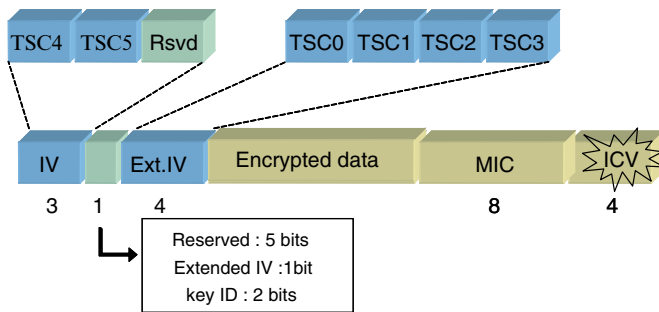 TSC4 TSC5 Rsvd TSC0 TSC1 TSC2 TSC3
IV Ext.IV Encrypted data MIC ICV
3 1 4 8 4
Reserved : 5 bits
Extended IV :1bit
key ID : 2 bits